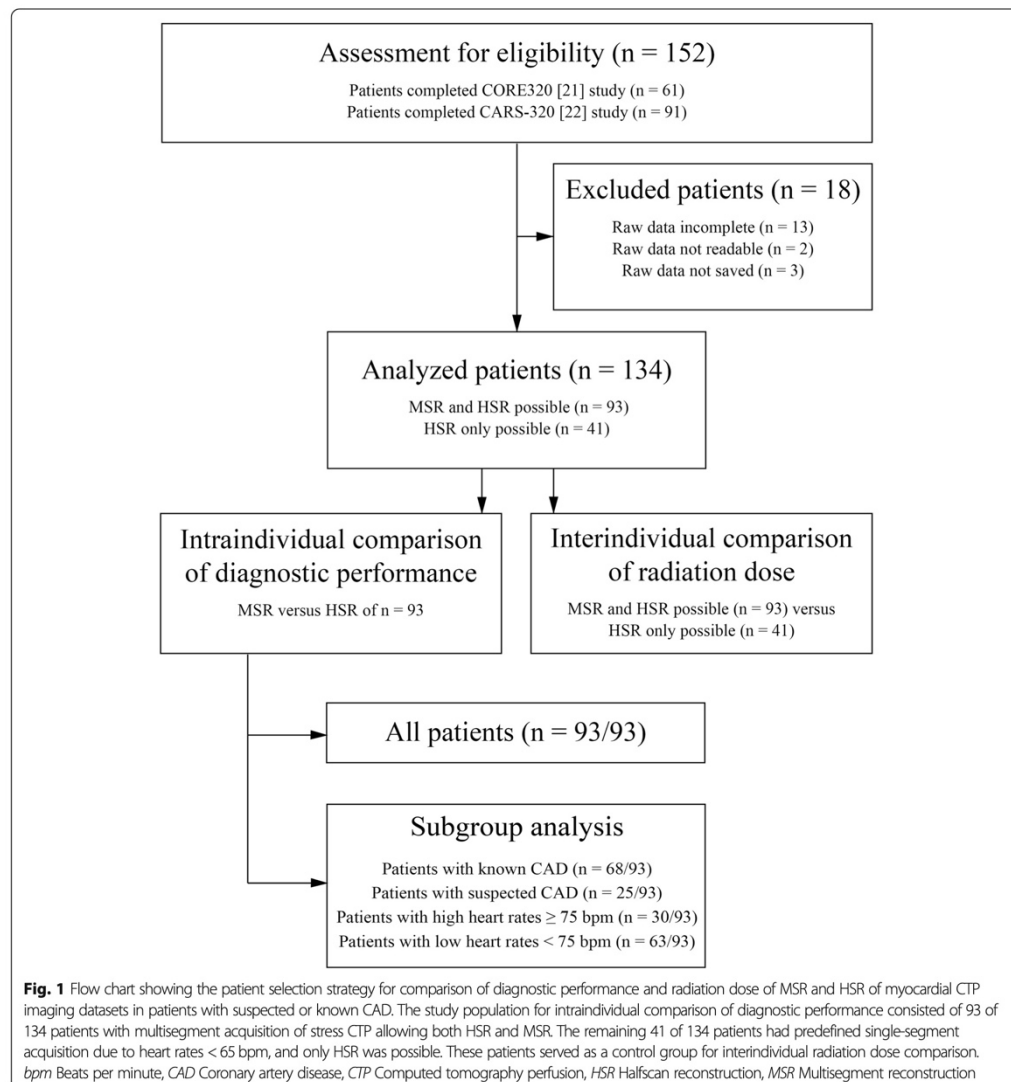 Assessment for eligibility (n = 152)
Patients completed CORE320 [21] study (n = 61)
Patients completed CARS-320 [22] study (n = 91)
Excluded patients (n = 18)
Raw data incomplete (n = 13)
Raw data not readable (n = 2)
Raw data not saved (n = 3)
Analyzed patients (n = 134)
MSR and HSR possible (n = 93)
HSR only possible (n = 41)
Intraindividual comparison
of diagnostic performance
MSR versus HSR of n = 93
Interindividual comparison
of radiation dose
MSR and HSR possible (n = 93) versus
HSR only possible (n = 41)
All patients (n = 93/93)
Subgroup analysis
Patients with known CAD (n = 68/93)
Patients with suspected CAD (n = 25/93)
Patients with high heart rates ≥ 75 bpm (n = 30/93)
Patients with low heart rates < 75 bpm (n = 63/93)
Fig. 1 Flow chart showing the patient selection strategy for comparison of diagnostic performance and radiation dose of MSR and HSR of myocardial CTP
imaging datasets in patients with suspected or known CAD. The study population for intraindividual comparison of diagnostic performance consisted of 93 of
134 patients with multisegment acquisition of stress CTP allowing both HSR and MSR. The remaining 41 of 134 patients had predefined single-segment
acquisition due to heart rates < 65 bpm, and only HSR was possible. These patients served as a control group for interindividual radiation dose comparison.
bpm Beats per minute, CAD Coronary artery disease, CTP Computed tomography perfusion, HSR Halfscan reconstruction, MSR Multisegment reconstruction